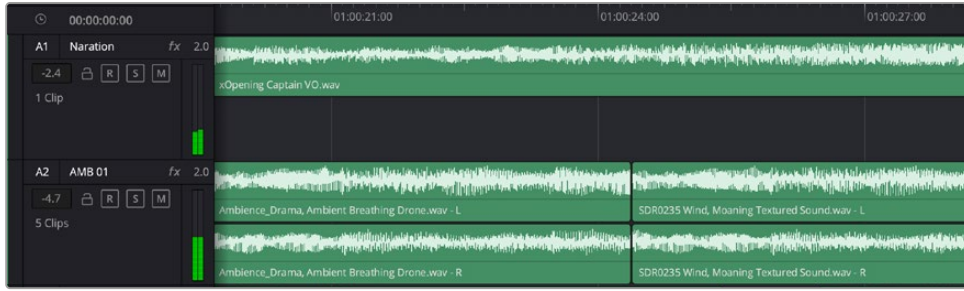 00:00:00:00
01:00:21:00
01:00:24:00
01:00:27:00
A1 Naration fx 2.0
-2.4 R S M
1 Clip
xOpening Captain VO.wav
A2 AMB 01 fx 2.0
-4.7 R S M
5 Clips
Ambience_Drama, Ambient Breathing Drone.wav - L
SDR0235 Wind, Moaning Textured Sound.wav - L
Ambience_Drama, Ambient Breathing Drone.wav - R
SDR0235 Wind, Moaning Textured Sound.wav - R